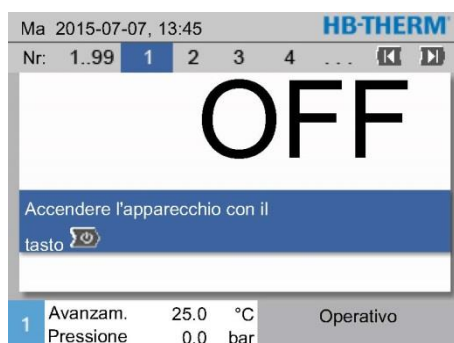 Ma 2015-07-07, 13:45 HB-THERM
Nr: 1..99 1 2 3 4 ...
OFF
Accendere l'apparecchio con il
tasto
1 Avanzam. 25.0 °C Operativo
Pressione 0.0 bar